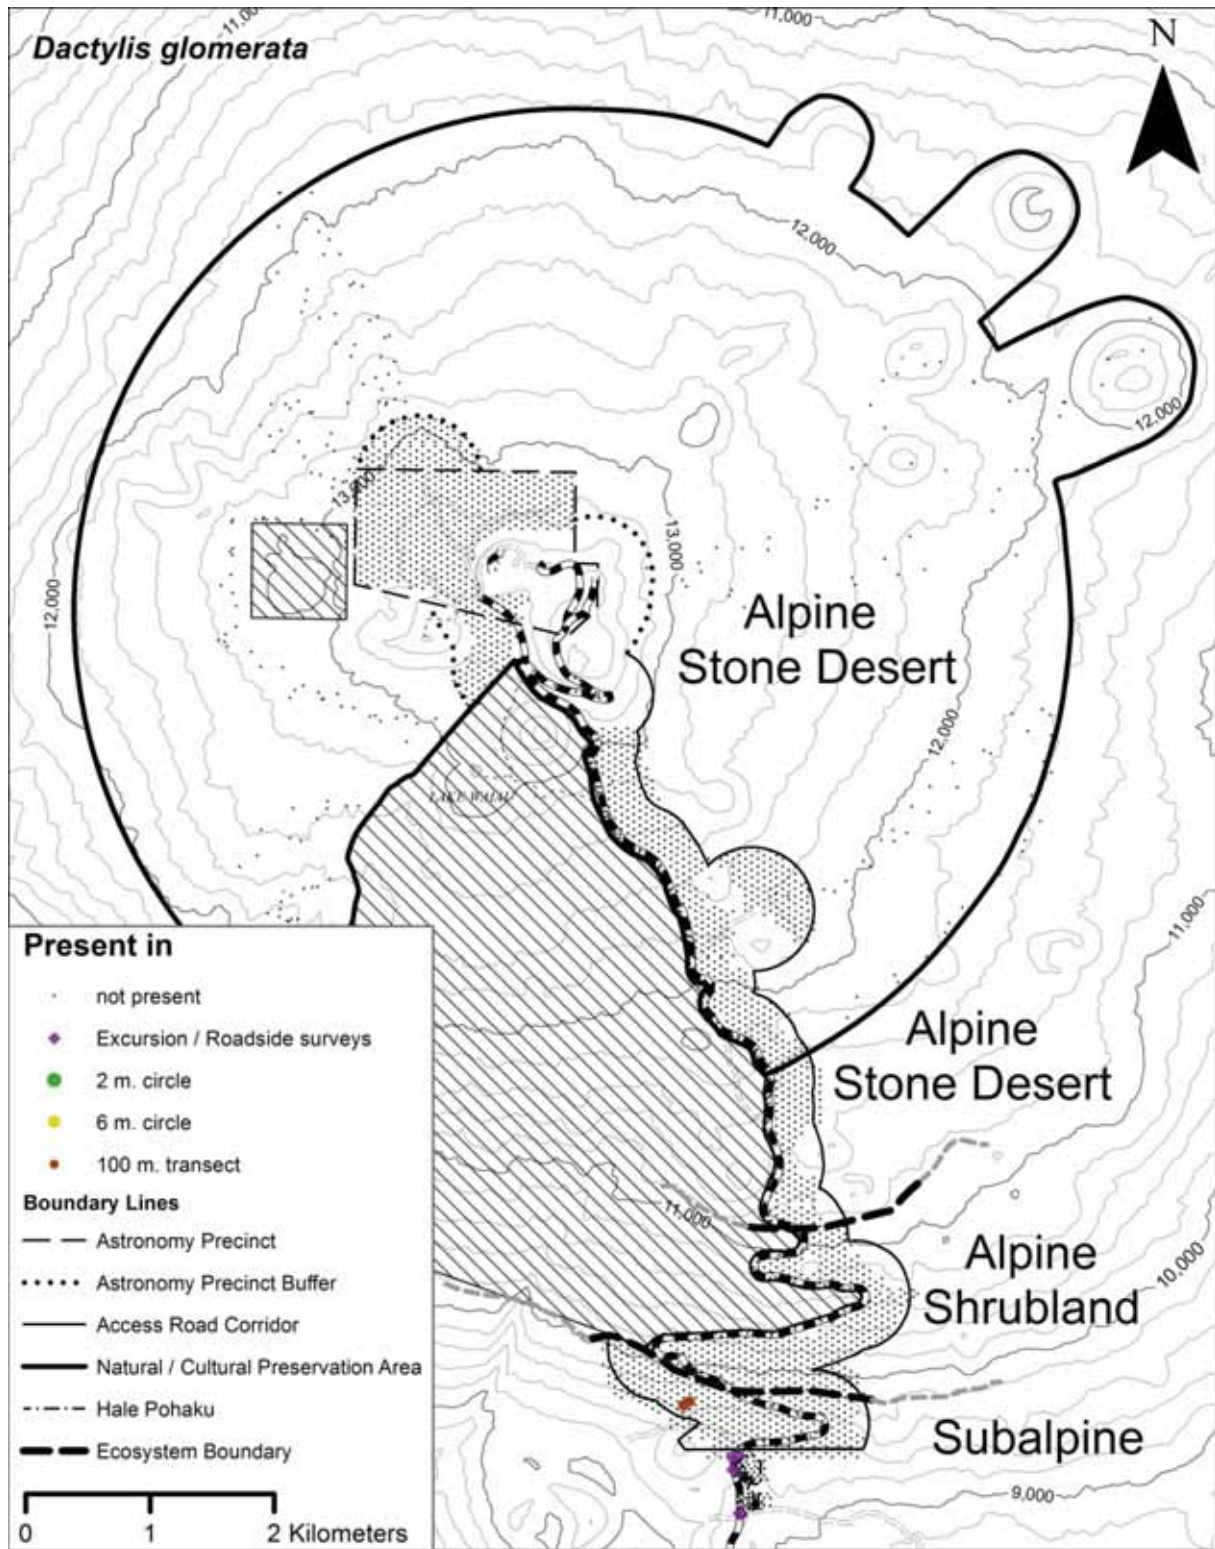 11,000
11,000
N
Dactylis glomerata
12,000
12,000
13,000
13,000
12,000
Alpine
Stone Desert
12,000
LAKE WAIAU
11,000
Present in
not present
Excursion / Roadside surveys
2 m. circle
6 m. circle
100 m. transect
Boundary Lines
Astronomy Precinct
Astronomy Precinct Buffer
Access Road Corridor
Natural / Cultural Preservation Area
Hale Pohaku
Ecosystem Boundary
0 1 2 Kilometers
Alpine
Stone Desert
11,000
Alpine
Shrubland
10,000
Subalpine
9,000